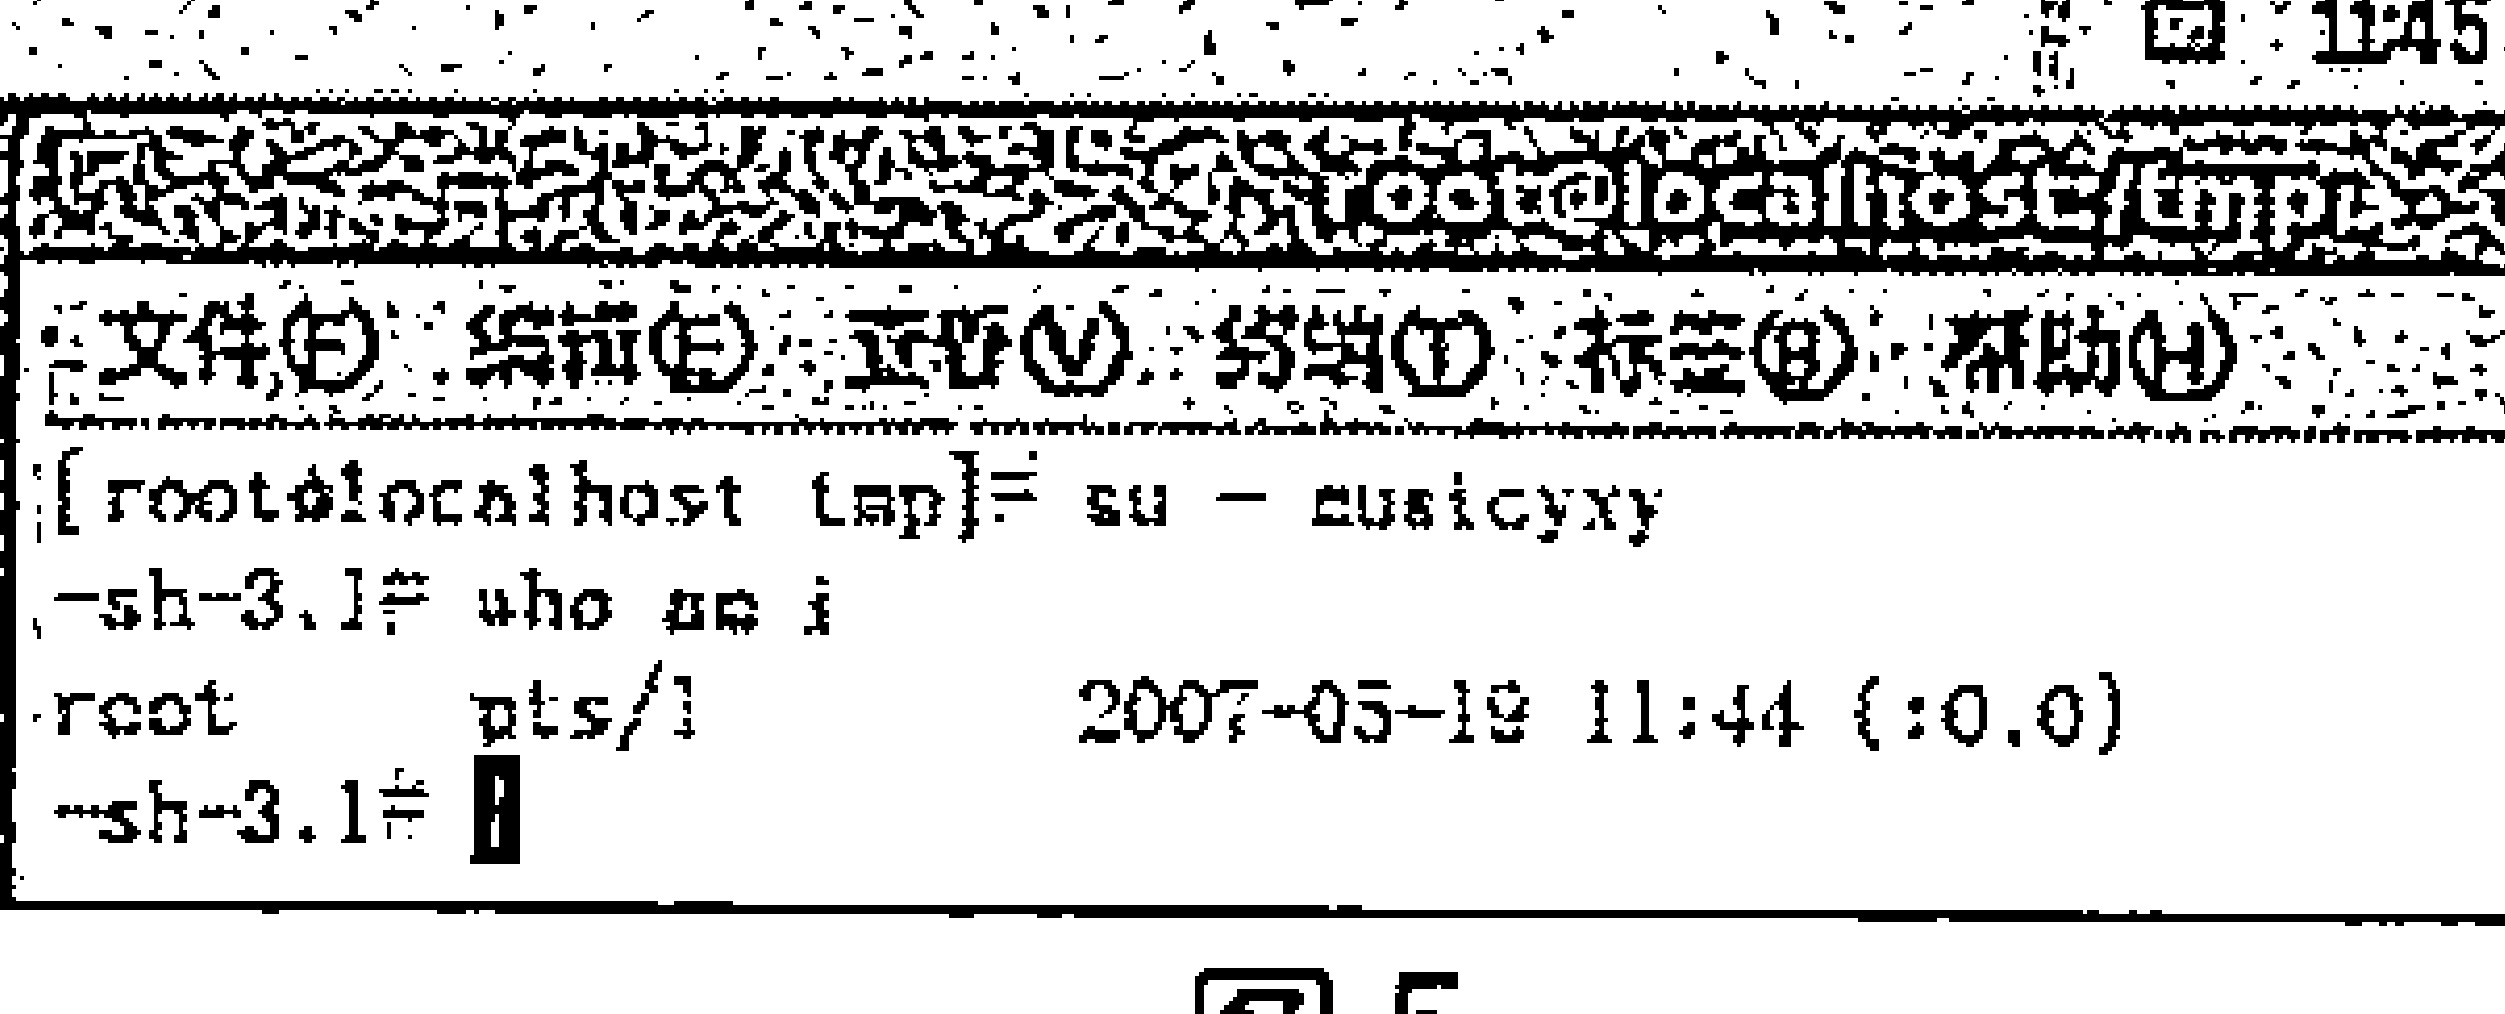 11:45
root@localhost:/tmp
文件(F) 编辑(E) 查看(V) 终端(T) 标签(B) 帮助(H)
[root@localhost tmp]# su - musicyxy
-sh-3.1# who am i
root pts/1 2007-05-19 11:44 (:0.0)
-sh-3.1#